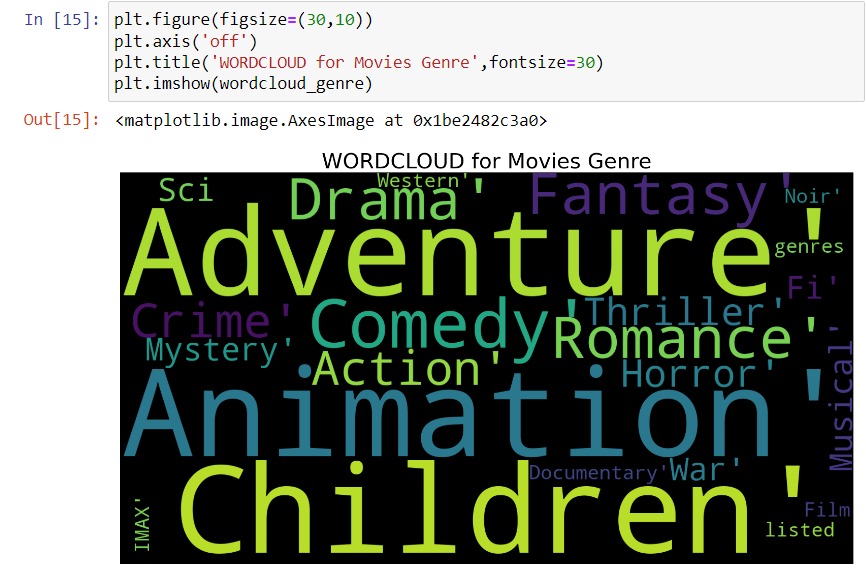 In [15]: plt.figure(figsize=(30,10))
plt.axis('off')
plt.title('WORDCLOUD for Movies Genre',fontsize=30)
plt.imshow(wordcloud_genre)
Out[15]: <matplotlib.image.AxesImage at 0x1be2482c3a0>
WORDCLOUD for Movies Genre
Sci
Drama'
Western'
Fantasy'
Noir'
Adventure'
genres
Fi'
Crime'
Comedy'
Thriller'
Romance'
Mystery'
Action'
Horror'
Musical'
Animation'
Children'
Documentary'
War'
IMAX'
Film
listed